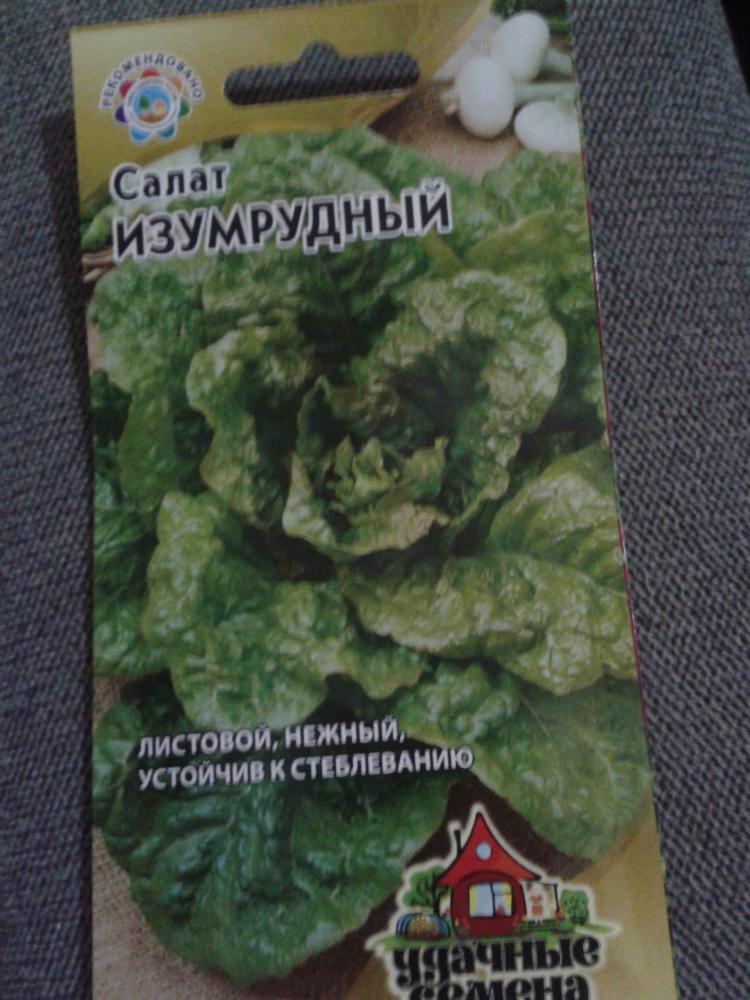 РЕКОМЕНДОВАНО
Салат
ИЗУМРУДНЫЙ
ЛИСТОВОЙ, НЕЖНЫЙ,
УСТОЙЧИВ К СТЕБЛЕВАНИЮ
удачные
семена